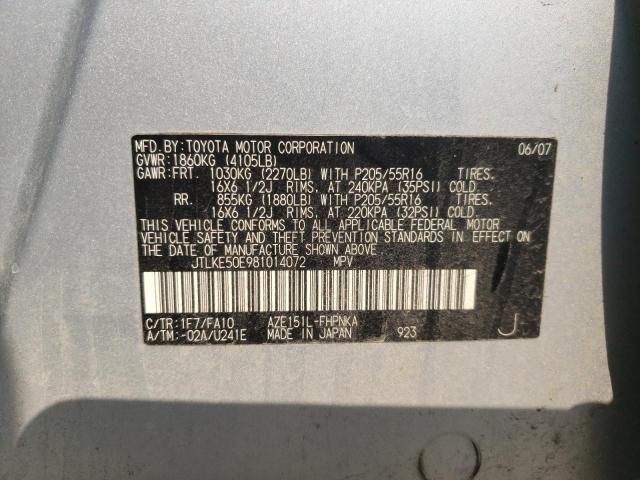 MFD.BY:TOYOTA MOTOR CORPORATION 06/07
GVWR:1860KG (4105LB)
GAWR:FRT. 1030KG (2270LB) WITH P205/55R16 TIRES.
16X6 1/2J RIMS. AT 240KPA (35PSI) COLD.
RR. 855KG (1880LB) WITH P205/55R16 TIRES.
16X6 1/2J RIMS. AT 220KPA (32PSI) COLD.
THIS VEHICLE CONFORMS TO ALL APPLICABLE FEDERAL MOTOR
VEHICLE SAFETY AND THEFT PREVENTION STANDARDS IN EFFECT ON
THE DATE OF MANUFACTURE SHOWN ABOVE.
JTLKE50E981014072 MPV
C/TR:1F7/FA10 AZE151L-FHPNKA
A/TM:-02A/U241E MADE IN JAPAN 923 J